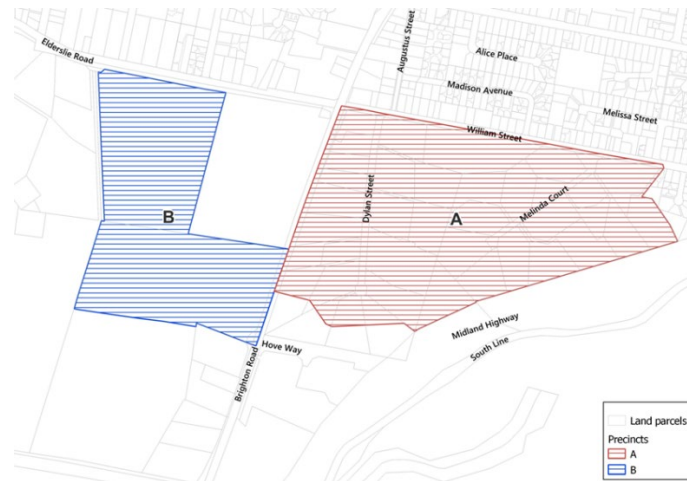 Elderslie Road
Augustus Street
Alice Place
Madison Avenue
Melissa Street
William Street
Dylan Street
Melinda Court
B
A
Midland Highway
South Line
Hove Way
Brighton Road
Land parcels
Precincts
A
B